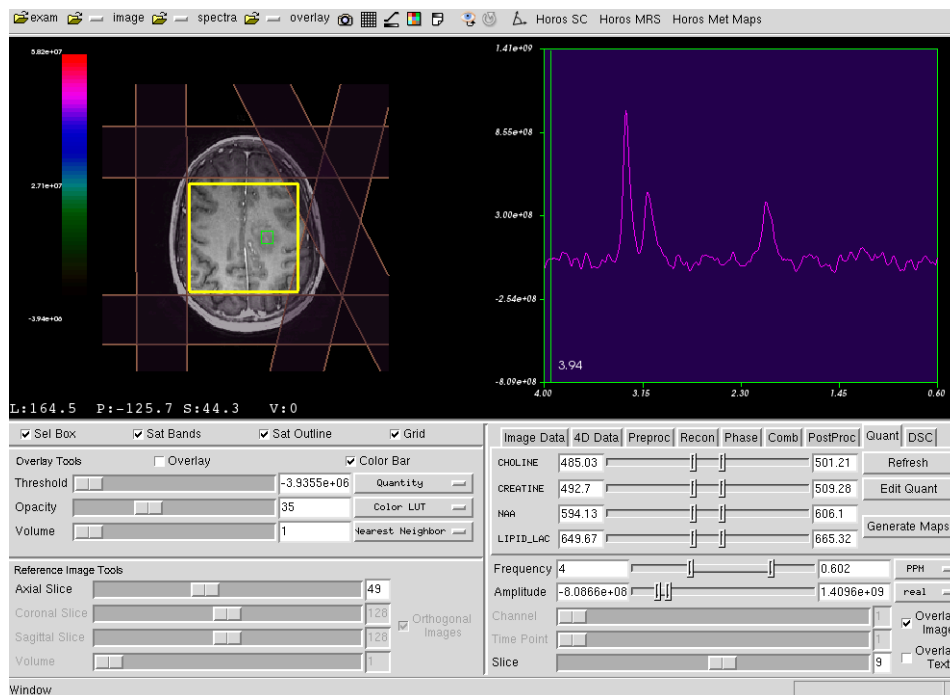 exam image spectra overlay Horos SC Horos MRS Horos Met Maps
5.82e+07
2.71e+07
-3.94e+06
L:164.5 P:-125.7 S:44.3 V:0
1.41e+09
8.55e+08
3.00e+08
-2.54e+08
-8.09e+08
3.94
4.00 3.15 2.30 1.45 0.60
Sel Box Sat Bands Sat Outline Grid
Overlay Tools Overlay Color Bar
Threshold -3.9355e+06 Quantity
Opacity 35 Color LUT
Volume 1 Nearest Neighbor
Reference Image Tools
Axial Slice 49
Coronal Slice 128
Sagittal Slice 128
Orthogonal
Images
Volume 1
Image Data 4D Data Preproc Recon Phase Comb PostProc Quant DSC
CHOLINE 485.03 501.21 Refresh
CREATINE 492.7 509.28 Edit Quant
NAA 594.13 606.1
Generate Maps
LIPID_LAC 649.67 665.32
Frequency 4 0.602 PPM
Amplitude -8.0866e+08 1.4096e+09 real
Channel 1
Overla
Image
Time Point 1
Slice 9
Overla
Text
Window